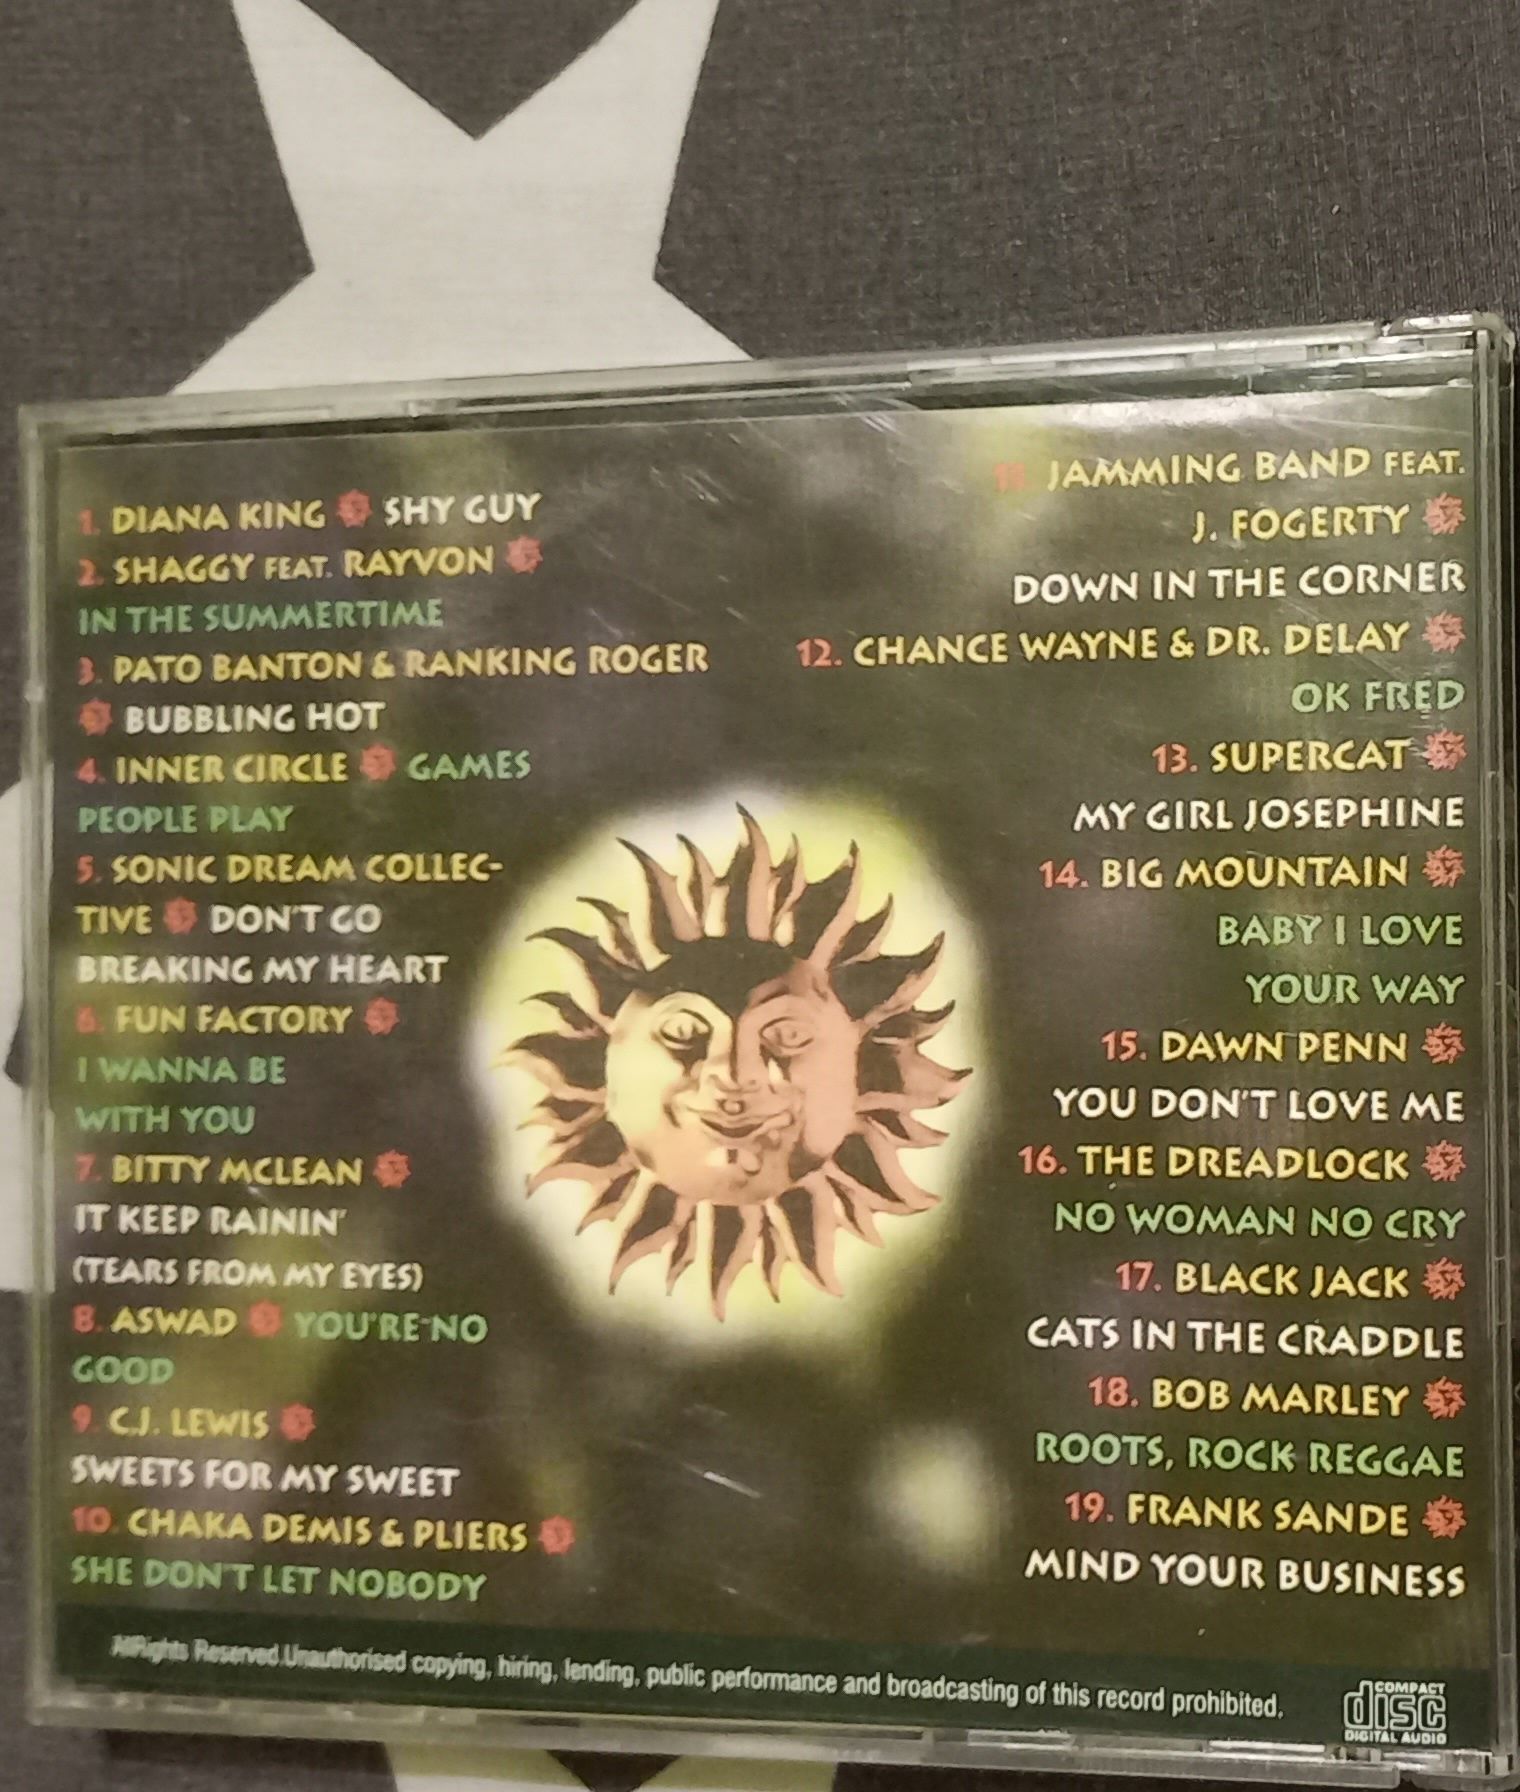 1. DIANA KING SHY GUY
2. SHAGGY FEAT. RAYVON
IN THE SUMMERTIME
3. PATO BANTON & RANKING ROGER
BUBBLING HOT
4. INNER CIRCLE GAMES
PEOPLE PLAY
5. SONIC DREAM COLLEC-
TIVE DON'T GO
BREAKING MY HEART
6. FUN FACTORY
I WANNA BE
WITH YOU
7. BITTY MCLEAN
IT KEEP RAININ'
(TEARS FROM MY EYES)
8. ASWAD YOU'RE NO
GOOD
9. C.J. LEWIS
SWEETS FOR MY SWEET
10. CHAKA DEMIS & PLIERS
SHE DON'T LET NOBODY
11. JAMMING BAND FEAT.
J. FOGERTY
DOWN IN THE CORNER
12. CHANCE WAYNE & DR. DELAY
OK FRED
13. SUPERCAT
MY GIRL JOSEPHINE
14. BIG MOUNTAIN
BABY I LOVE
YOUR WAY
15. DAWN PENN
YOU DON'T LOVE ME
16. THE DREADLOCK
NO WOMAN NO CRY
17. BLACK JACK
CATS IN THE CRADDLE
18. BOB MARLEY
ROOTS, ROCK REGGAE
19. FRANK SANDE
MIND YOUR BUSINESS
All Rights Reserved. Unauthorised copying, hiring, lending, public performance and broadcasting of this record prohibited.
COMPACT
disc
DIGITAL AUDIO